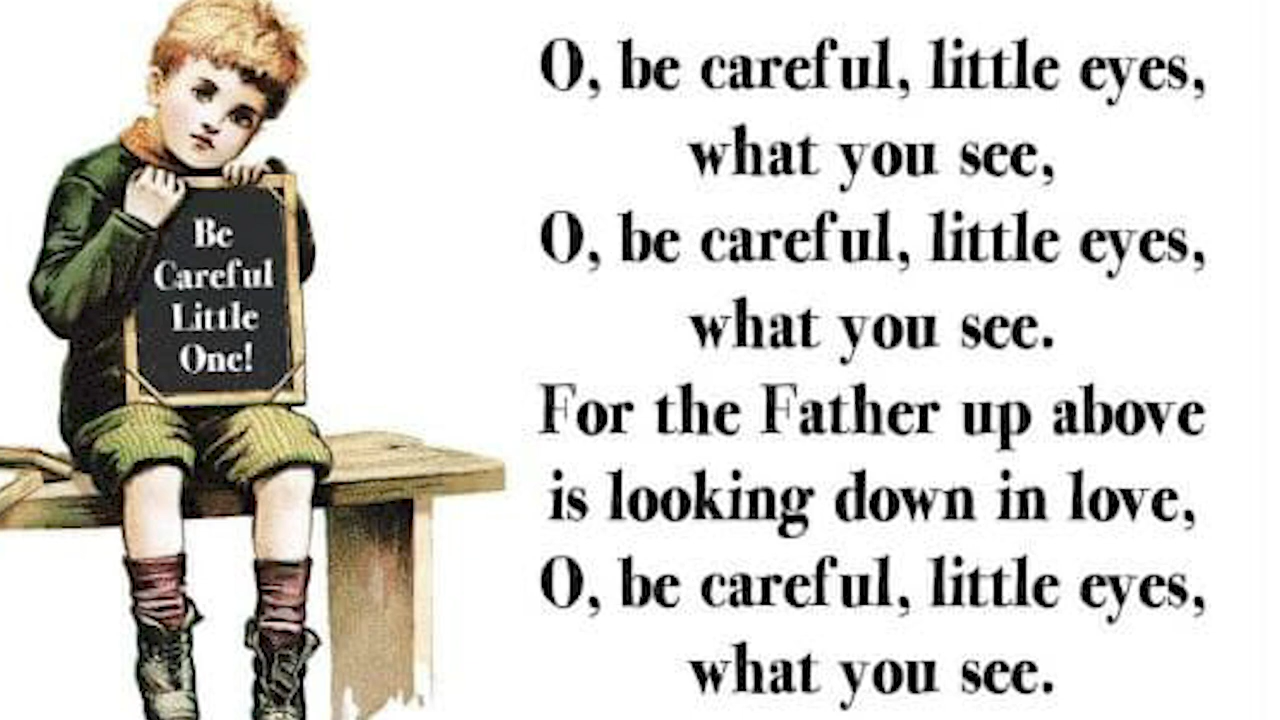 Be
Careful
Little
One!
O, be careful, little eyes,
what you see,
O, be careful, little eyes,
what you see.
For the Father up above
is looking down in love,
O, be careful, little eyes,
what you see.